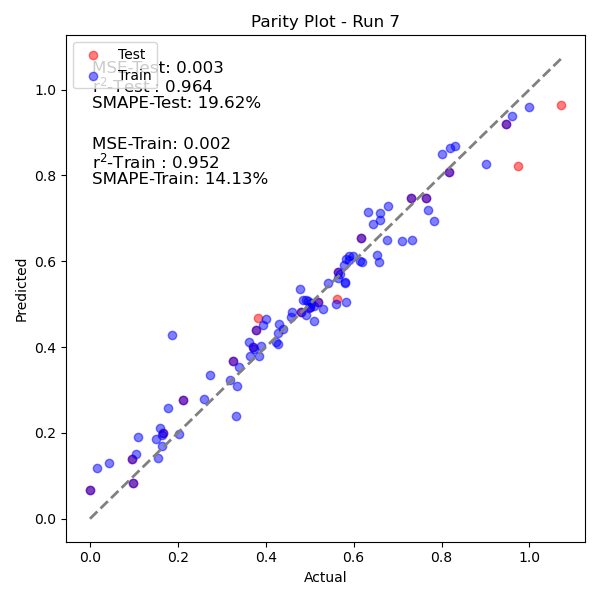 Parity Plot - Run 7
Test
Train
MSE-Test: 0.003
r²-Test : 0.964
SMAPE-Test: 19.62%
MSE-Train: 0.002
r²-Train : 0.952
SMAPE-Train: 14.13%
Predicted
1.0
0.8
0.6
0.4
0.2
0.0
0.0 0.2 0.4 0.6 0.8 1.0
Actual